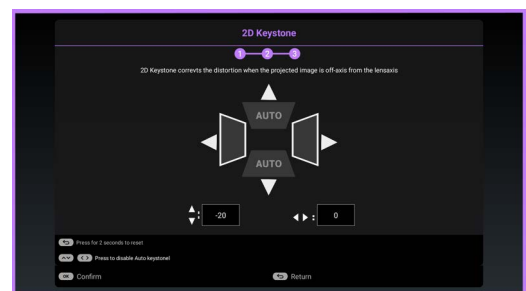 2D Keystone
1 2 3
2D Keystone correvts the distortion when the projected image is off-axis from the lensaxis
AUTO
AUTO
: -20 : 0
Press for 2 seconds to reset
Press to disable Auto keystonel
OK Confirm Return